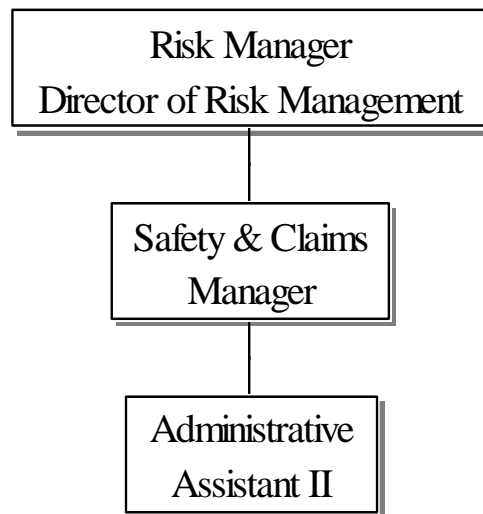 Risk Manager
Director of Risk Management
Safety & Claims
Manager
Administrative
Assistant II